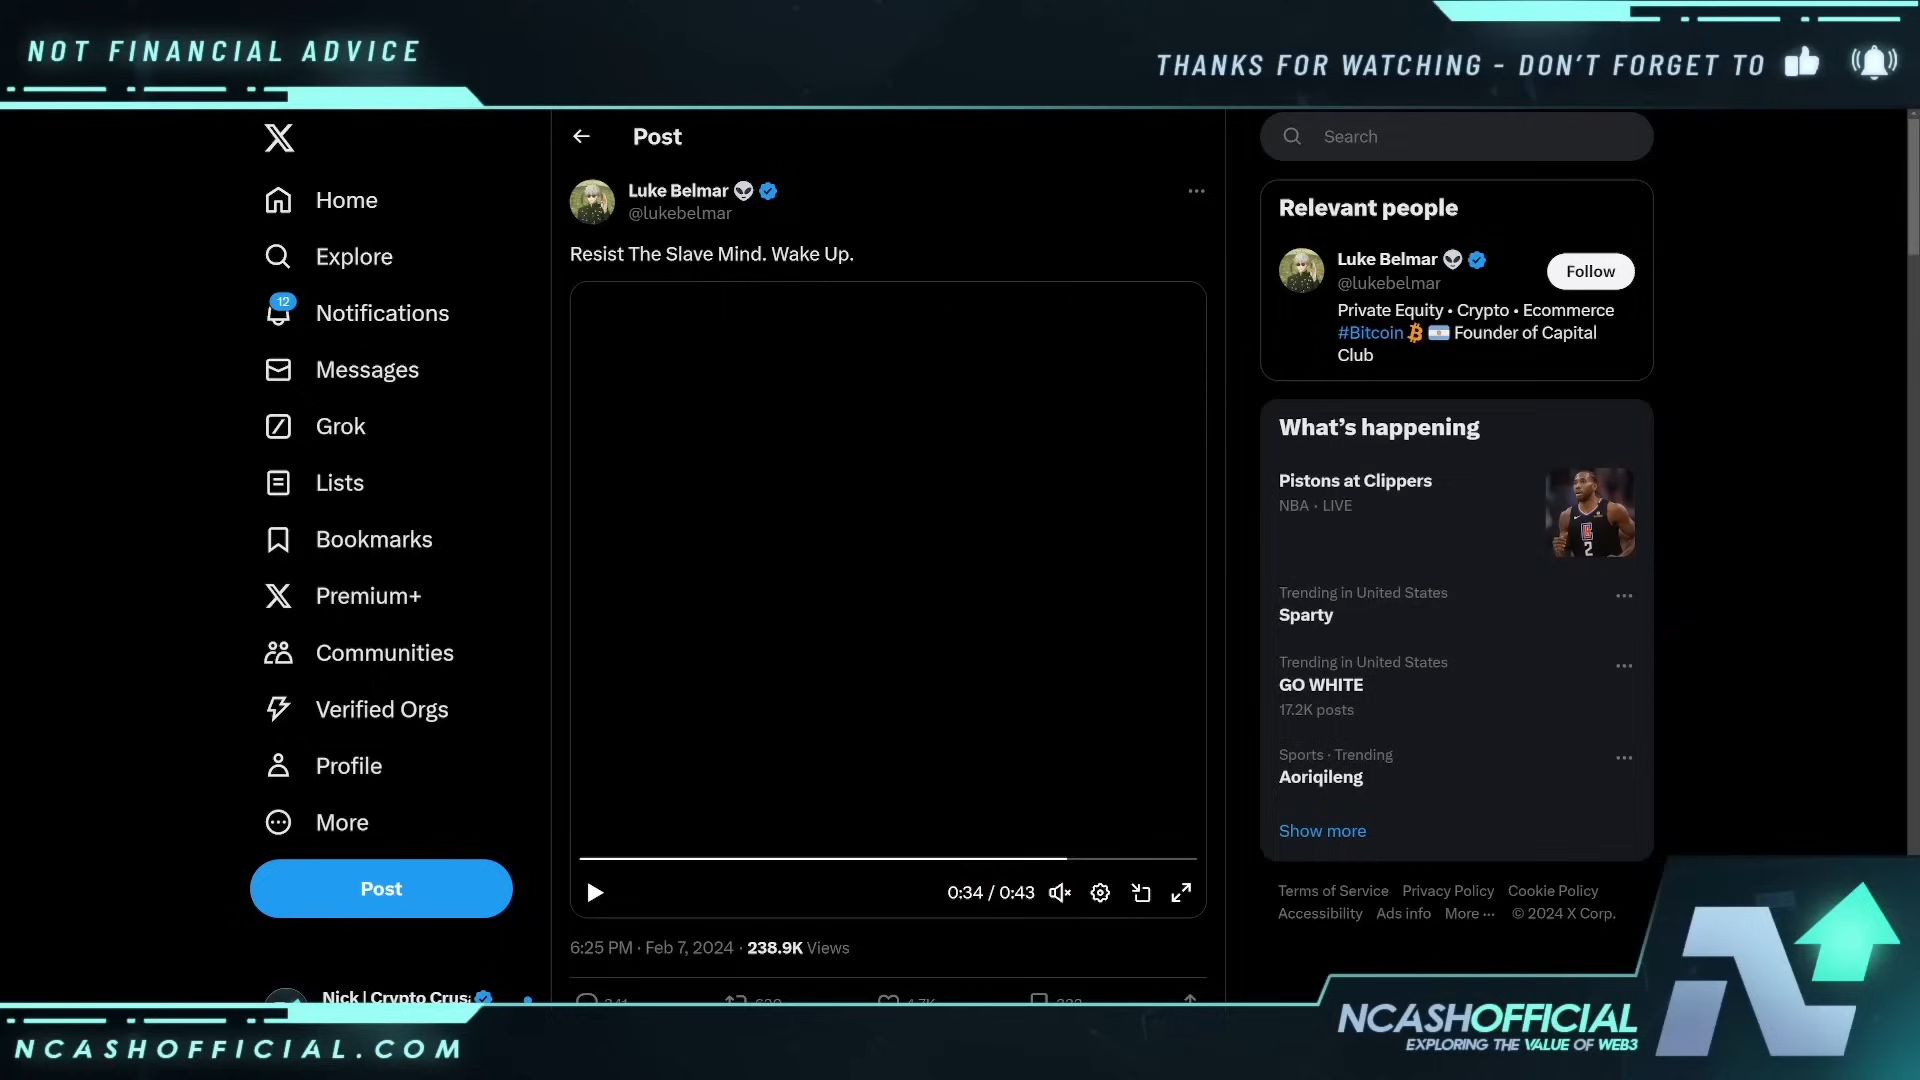 NOT FINANCIAL ADVICE
THANKS FOR WATCHING - DON'T FORGET TO
X
Home
Explore
12
Notifications
Messages
Grok
Lists
Bookmarks
Premium+
Communities
Verified Orgs
Profile
More
Post
Nick | Crypto Crus
Post
Luke Belmar
@lukebelmar
Resist The Slave Mind. Wake Up.
0:34 / 0:43
6:25 PM · Feb 7, 2024 · 238.9K Views
Search
Relevant people
Luke Belmar
@lukebelmar
Follow
Private Equity • Crypto • Ecommerce
#Bitcoin Founder of Capital
Club
What's happening
Pistons at Clippers
NBA · LIVE
2
Trending in United States
Sparty
Trending in United States
GO WHITE
17.2K posts
Sports · Trending
Aoriqileng
Show more
Terms of Service Privacy Policy Cookie Policy
Accessibility Ads info More ··· © 2024 X Corp.
NCASHOFFICIAL.COM
NCASHOFFICIAL
EXPLORING THE VALUE OF WEB3